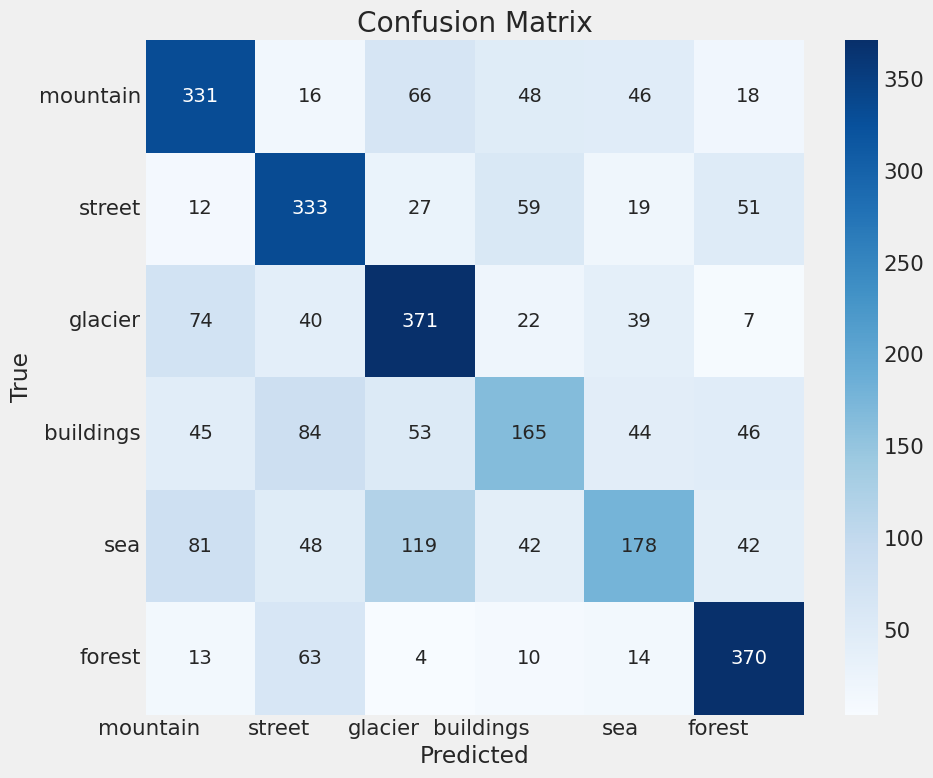 Confusion Matrix
mountain 331 16 66 48 46 18
street 12 333 27 59 19 51
glacier 74 40 371 22 39 7
buildings 45 84 53 165 44 46
sea 81 48 119 42 178 42
forest 13 63 4 10 14 370
mountain street glacier buildings sea forest
Predicted
True
350
300
250
200
150
100
50